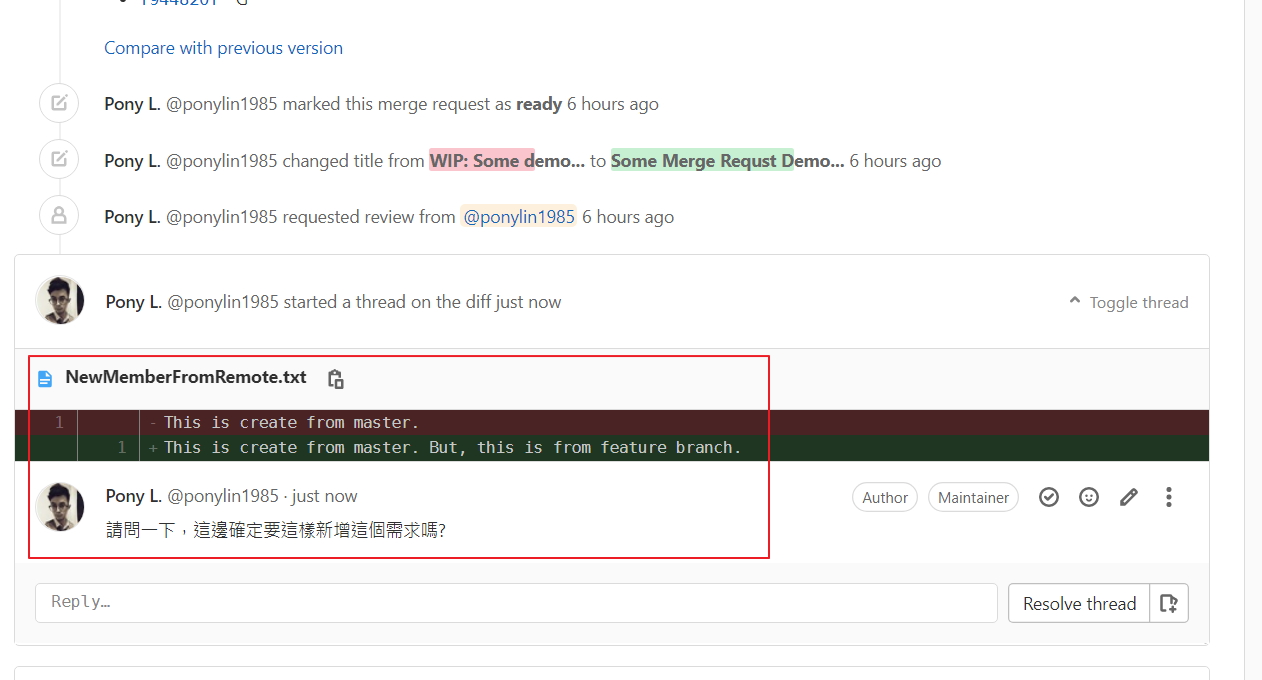 Compare with previous version
Pony L. @ponylin1985 marked this merge request as ready 6 hours ago
Pony L. @ponylin1985 changed title from WIP: Some demo... to Some Merge Requst Demo... 6 hours ago
Pony L. @ponylin1985 requested review from @ponylin1985 6 hours ago
Pony L. @ponylin1985 started a thread on the diff just now
Toggle thread
NewMemberFromRemote.txt
1 - This is create from master.
1 + This is create from master. But, this is from feature branch.
Pony L. @ponylin1985 · just now
Author Maintainer
請問一下，這邊確定要這樣新增這個需求嗎?
Reply…
Resolve thread